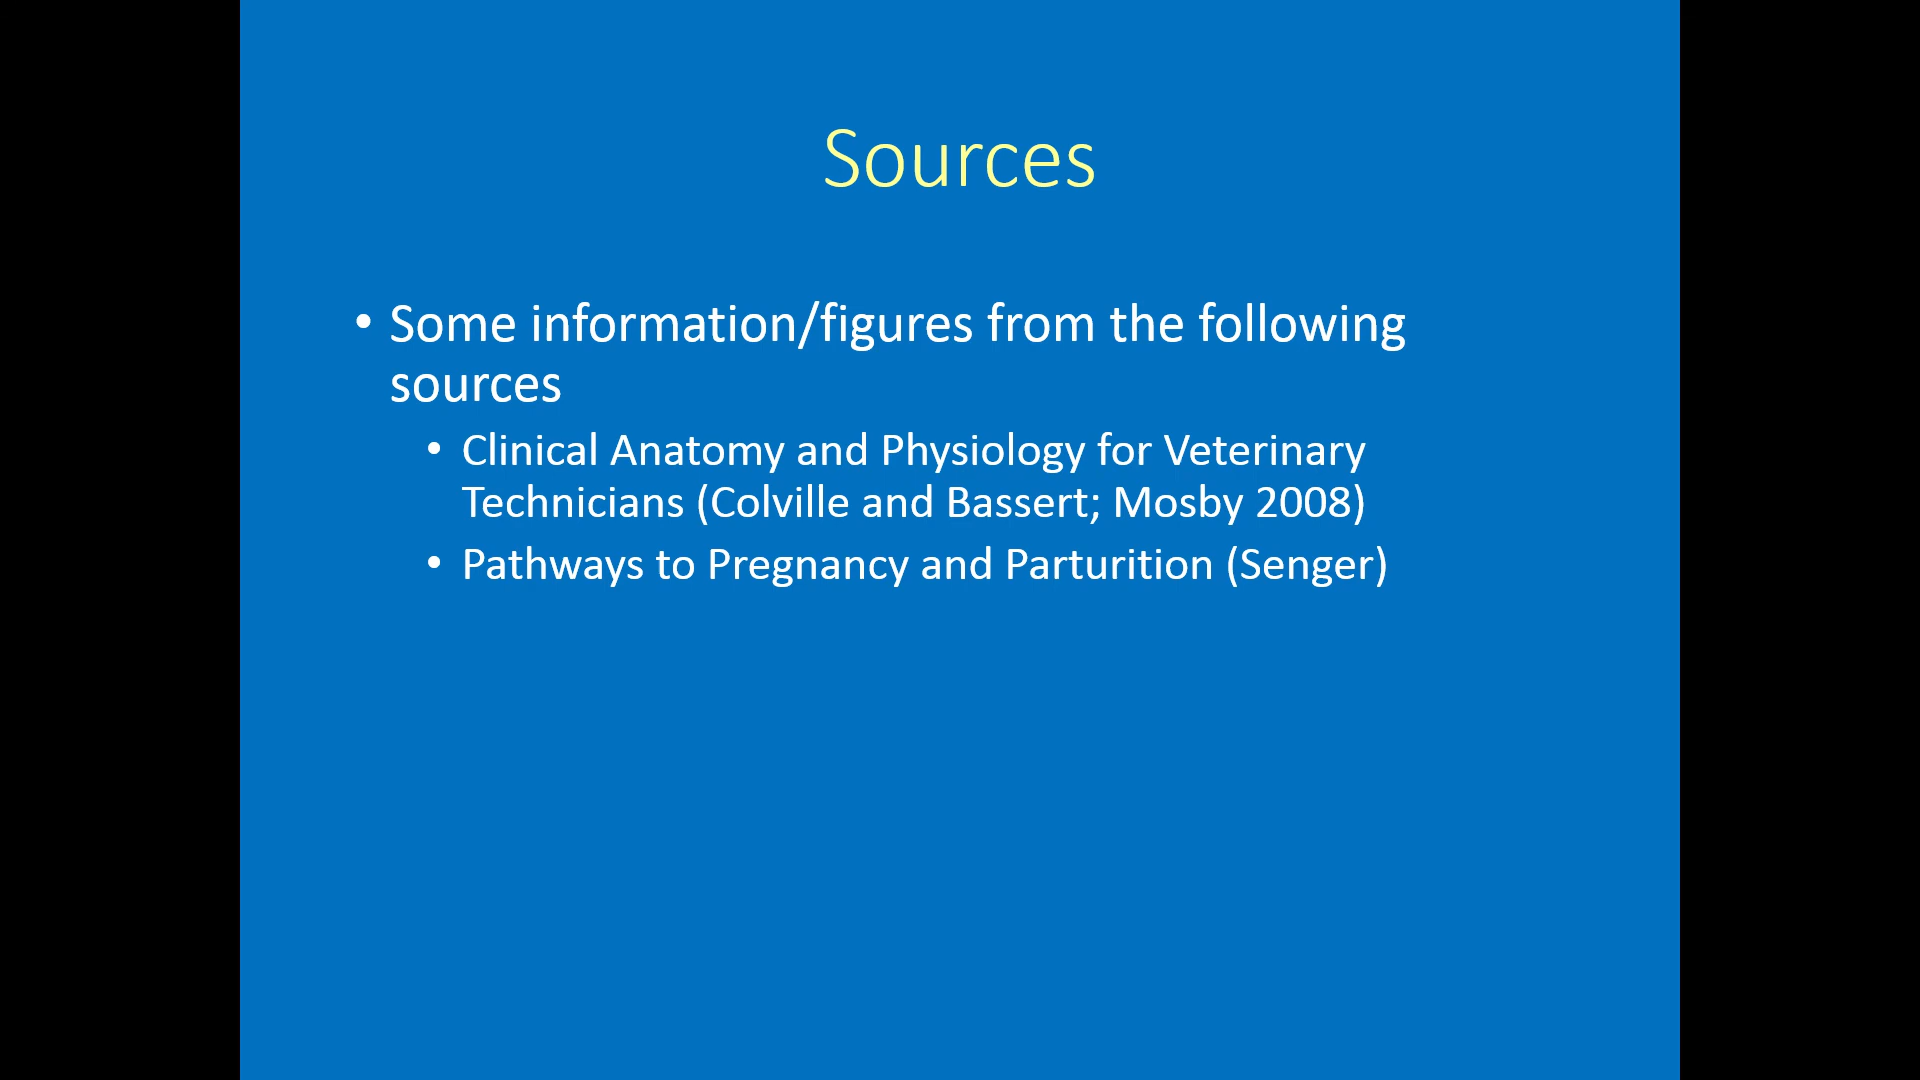 Sources
• Some information/figures from the following
sources
• Clinical Anatomy and Physiology for Veterinary
Technicians (Colville and Bassert; Mosby 2008)
• Pathways to Pregnancy and Parturition (Senger)